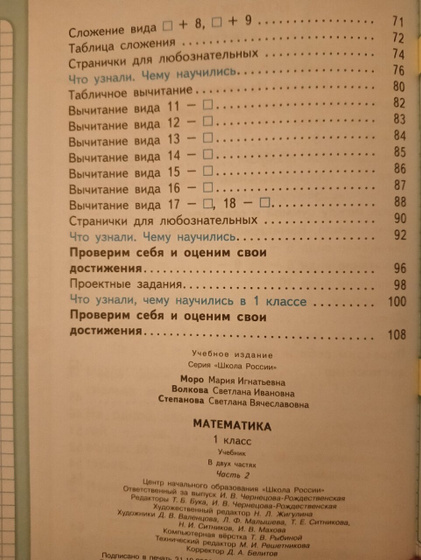 Сложение вида □ + 8, □ + 9 ................ 71
Таблица сложения ................ 72
Странички для любознательных ................ 74
Что узнали. Чему научились ................ 76
Табличное вычитание ................ 80
Вычитание вида 11 − □ ................ 82
Вычитание вида 12 − □ ................ 83
Вычитание вида 13 − □ ................ 84
Вычитание вида 14 − □ ................ 85
Вычитание вида 15 − □ ................ 86
Вычитание вида 16 − □ ................ 87
Вычитание вида 17 − □, 18 − □ ................ 88
Странички для любознательных ................ 90
Что узнали. Чему научились ................ 92
Проверим себя и оценим свои
достижения ................ 96
Проектные задания ................ 98
Что узнали, чему научились в 1 классе ................ 100
Проверим себя и оценим свои
достижения ................ 108
Учебное издание
Серия «Школа России»
Моро Мария Игнатьевна
Волкова Светлана Ивановна
Степанова Светлана Вячеславовна
МАТЕМАТИКА
1 класс
Учебник
В двух частях
Часть 2
Центр начального образования «Школа России»
Ответственный за выпуск И. В. Чернецова-Рождественская
Редакторы Т. Б. Бука, И. В. Чернецова-Рождественская
Художественный редактор Н. Л. Жигулина
Художники Д. В. Валенцова, Л. Ф. Малышева, Т. Е. Ситникова,
Н. И. Ситников, И. В. Махова
Компьютерная вёрстка Т. В. Рыбиной
Технический редактор М. И. Решетникова
Корректор Д. А. Белитов
Подписано в печать